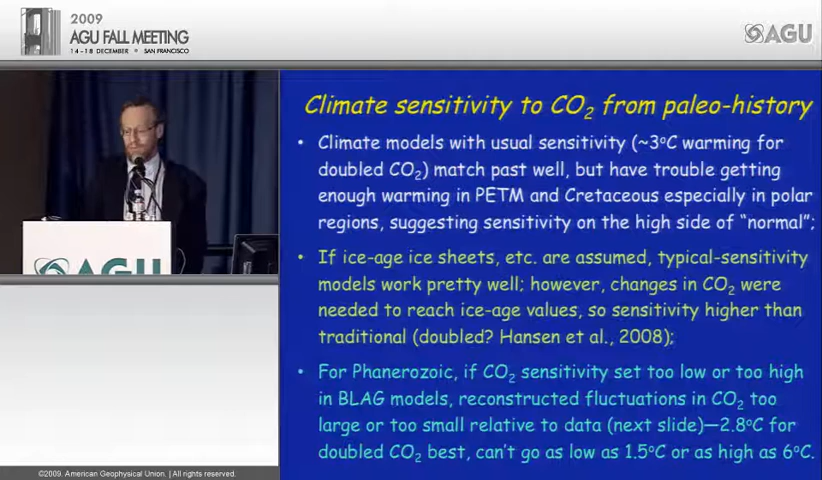 2009
AGU FALL MEETING
14 - 18 DECEMBER • SAN FRANCISCO
AGU
Climate sensitivity to CO₂ from paleo-history
• Climate models with usual sensitivity (~3°C warming for
doubled CO₂) match past well, but have trouble getting
enough warming in PETM and Cretaceous especially in polar
regions, suggesting sensitivity on the high side of “normal”;
• If ice-age ice sheets, etc. are assumed, typical-sensitivity
models work pretty well; however, changes in CO₂ were
needed to reach ice-age values, so sensitivity higher than
traditional (doubled? Hansen et al., 2008);
• For Phanerozoic, if CO₂ sensitivity set too low or too high
in BLAG models, reconstructed fluctuations in CO₂ too
large or too small relative to data (next slide)—2.8°C for
doubled CO₂ best, can't go as low as 1.5°C or as high as 6°C.
AGU
©2009. American Geophysical Union. | All rights reserved.